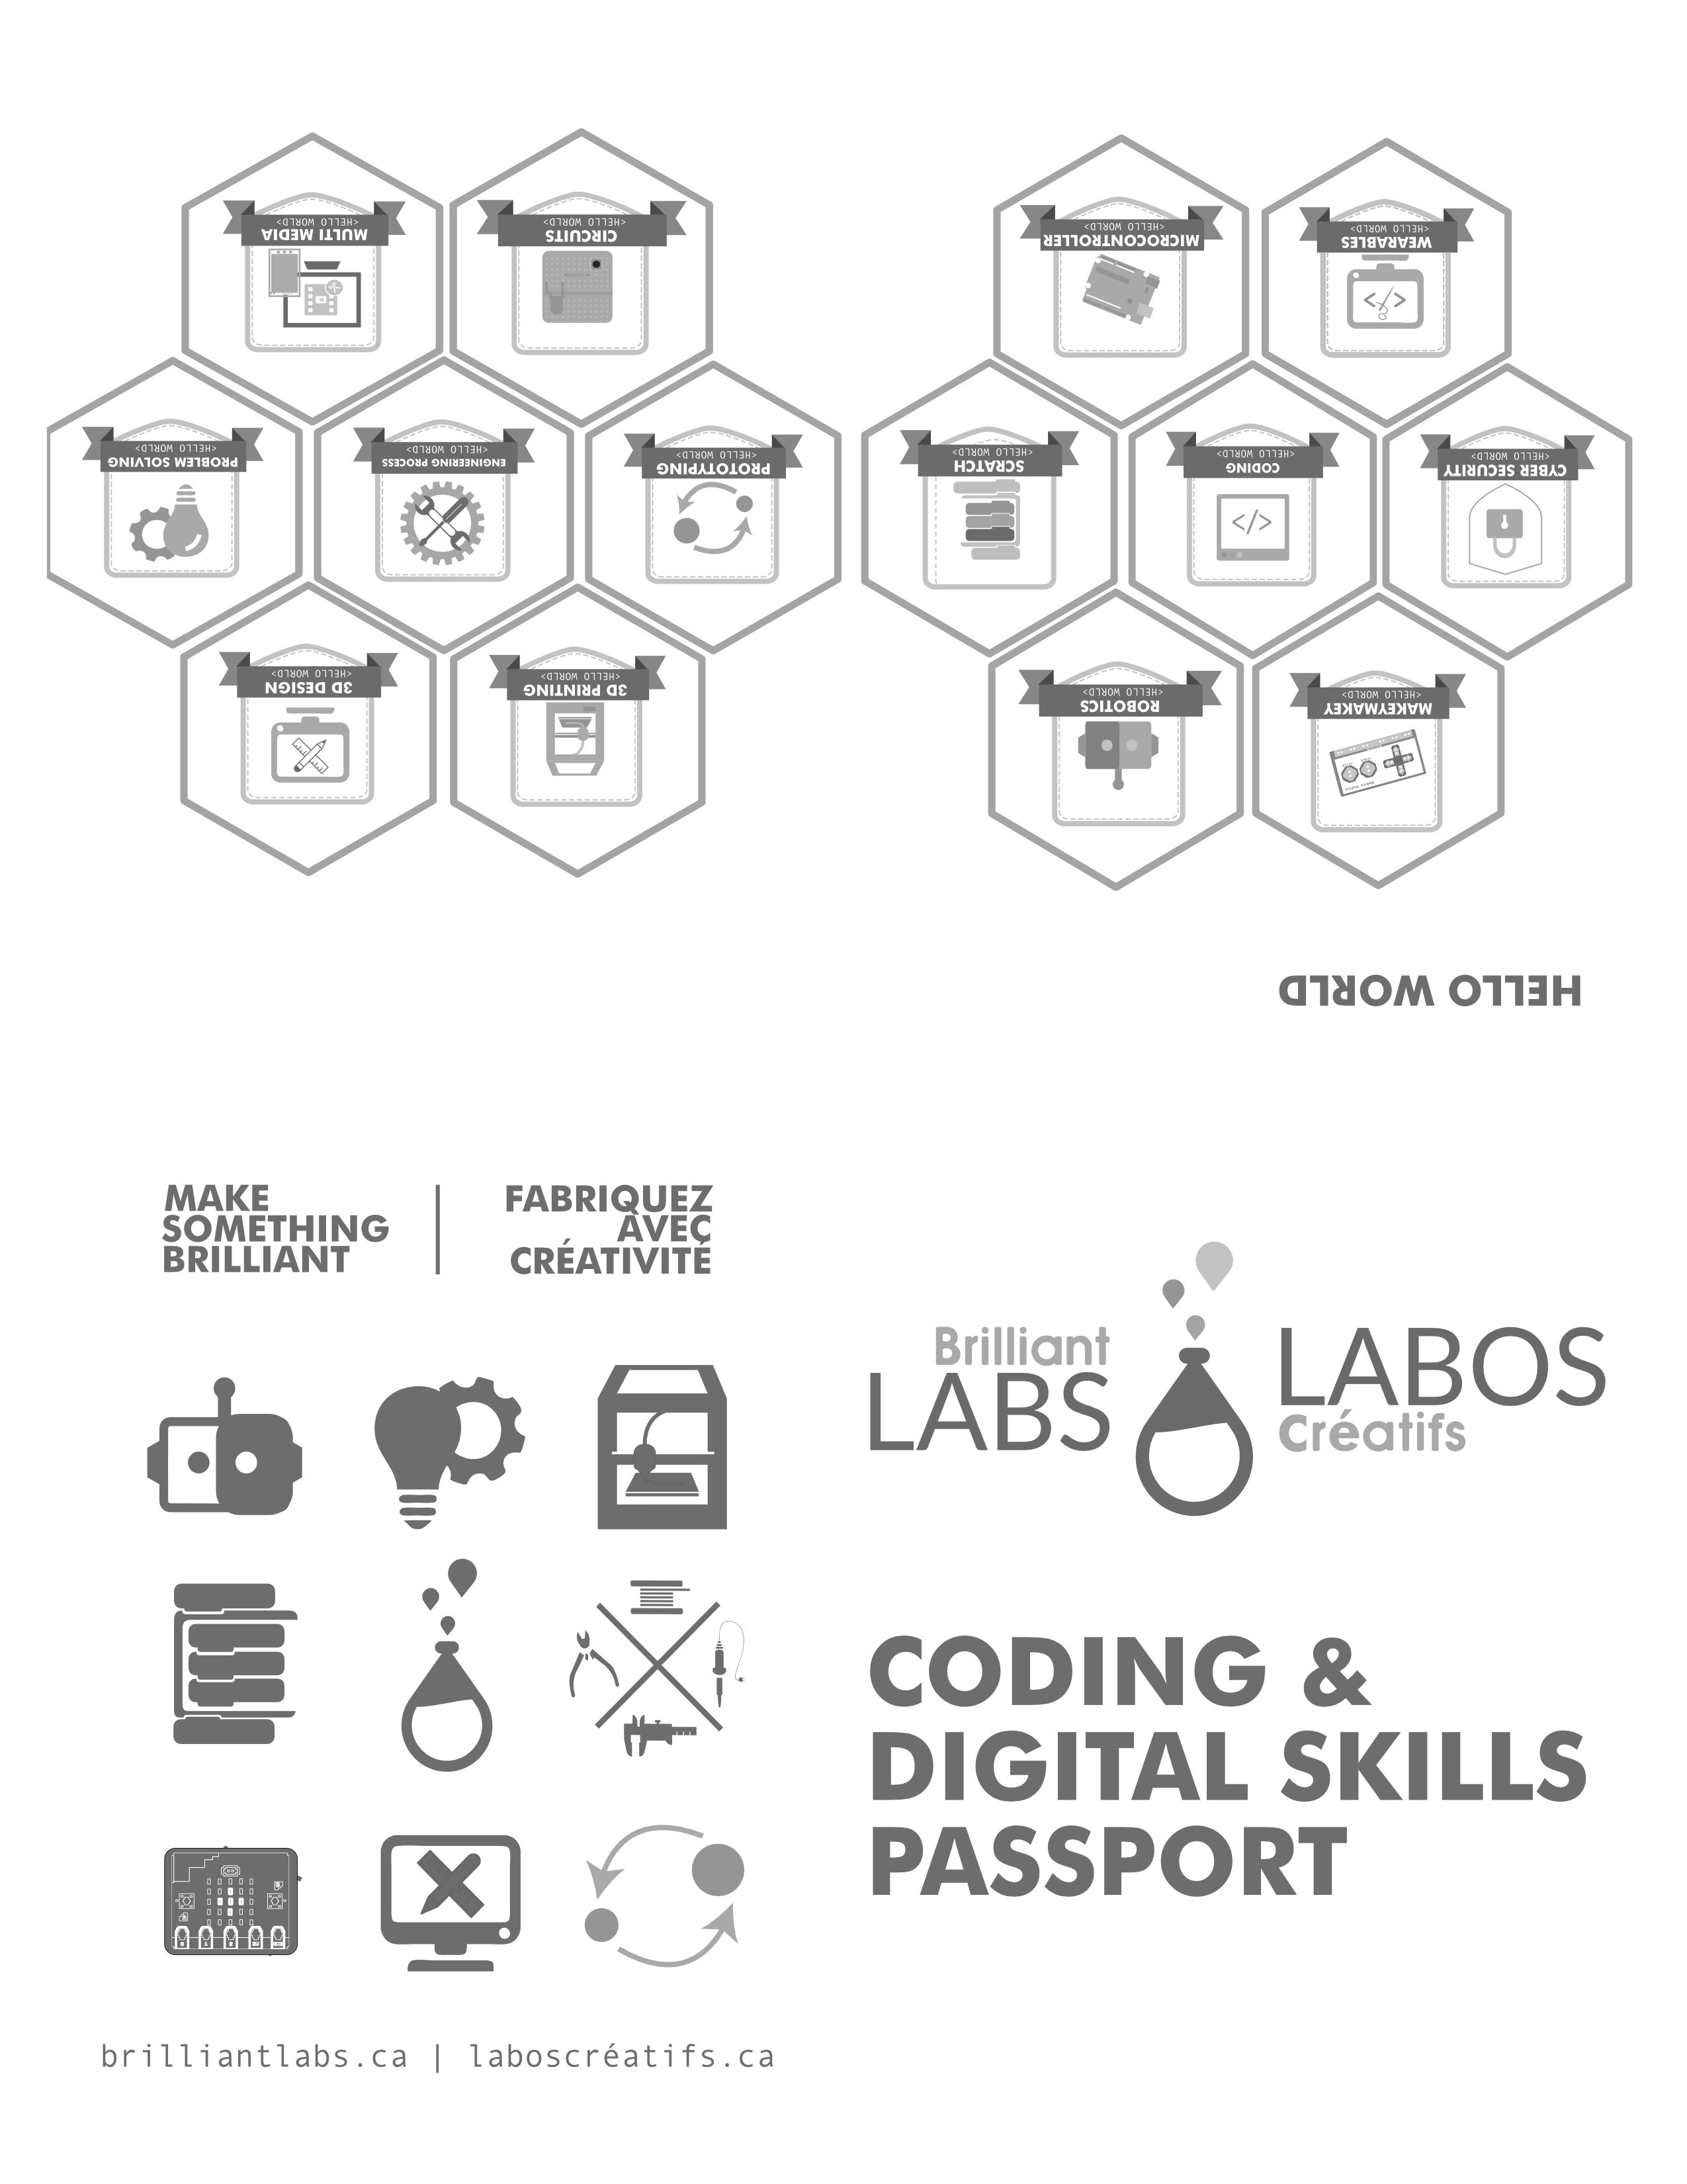 HELLO WORLD
MAKEYMAKEY
<HELLO WORLD>
ROBOTICS
<HELLO WORLD>
CYBER SECURITY
<HELLO WORLD>
CODING
<HELLO WORLD>
SCRATCH
<HELLO WORLD>
WEARABLES
<HELLO WORLD>
</>
MICROCONTROLLER
<HELLO WORLD>
3D PRINTING
<HELLO WORLD>
3D DESIGN
<HELLO WORLD>
PROTOTYPING
<HELLO WORLD>
ENGINEERING PROCESS
<HELLO WORLD>
PROBLEM SOLVING
<HELLO WORLD>
CIRCUITS
<HELLO WORLD>
MULTI MEDIA
<HELLO WORLD>
MAKE
SOMETHING
BRILLIANT
FABRIQUEZ
AVEC
CRÉATIVITÉ
Brilliant
LABS
LABOS
Créatifs
CODING &
DIGITAL SKILLS
PASSPORT
brilliantlabs.ca | laboscréatifs.ca